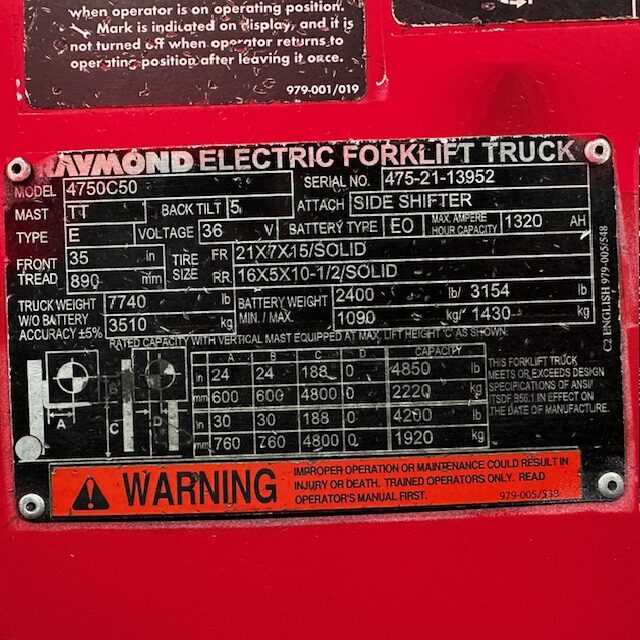 when operator is on operating position.
Mark is indicated on display, and it is
not turned off when operator returns to
operating position after leaving it once.
979-001/019
RAYMOND ELECTRIC FORKLIFT TRUCK
MODEL 4750C50 SERIAL NO. 475-21-13952
MAST TT BACK TILT 5 ATTACH SIDE SHIFTER
TYPE E VOLTAGE 36 V BATTERY TYPE EO MAX. AMPERE HOUR CAPACITY 1320 AH
FRONT TREAD 35 in TIRE SIZE FR 21X7X15/SOLID
890 mm RR 16X5X10-1/2/SOLID
TRUCK WEIGHT W/O BATTERY ACCURACY ±5% 7740 lb BATTERY WEIGHT MIN. / MAX. 2400 lb/ 3154 lb
3510 kg 1090 kg/ 1430 kg
C2 ENGLISH 979-005/548
RATED CAPACITY WITH VERTICAL MAST EQUIPPED AT MAX. LIFT HEIGHT "C" AS SHOWN.
A B C D CAPACITY
in 24 24 188 0 4850 lb
mm 600 600 4800 0 2220 kg
in 30 30 188 0 4200 lb
mm 760 760 4800 0 1920 kg
A C D
THIS FORKLIFT TRUCK
MEETS OR EXCEEDS DESIGN
SPECIFICATIONS OF ANSI/
ITSDF B56.1 IN EFFECT ON
THE DATE OF MANUFACTURE.
WARNING
IMPROPER OPERATION OR MAINTENANCE COULD RESULT IN
INJURY OR DEATH. TRAINED OPERATORS ONLY. READ
OPERATOR'S MANUAL FIRST.
979-005/538